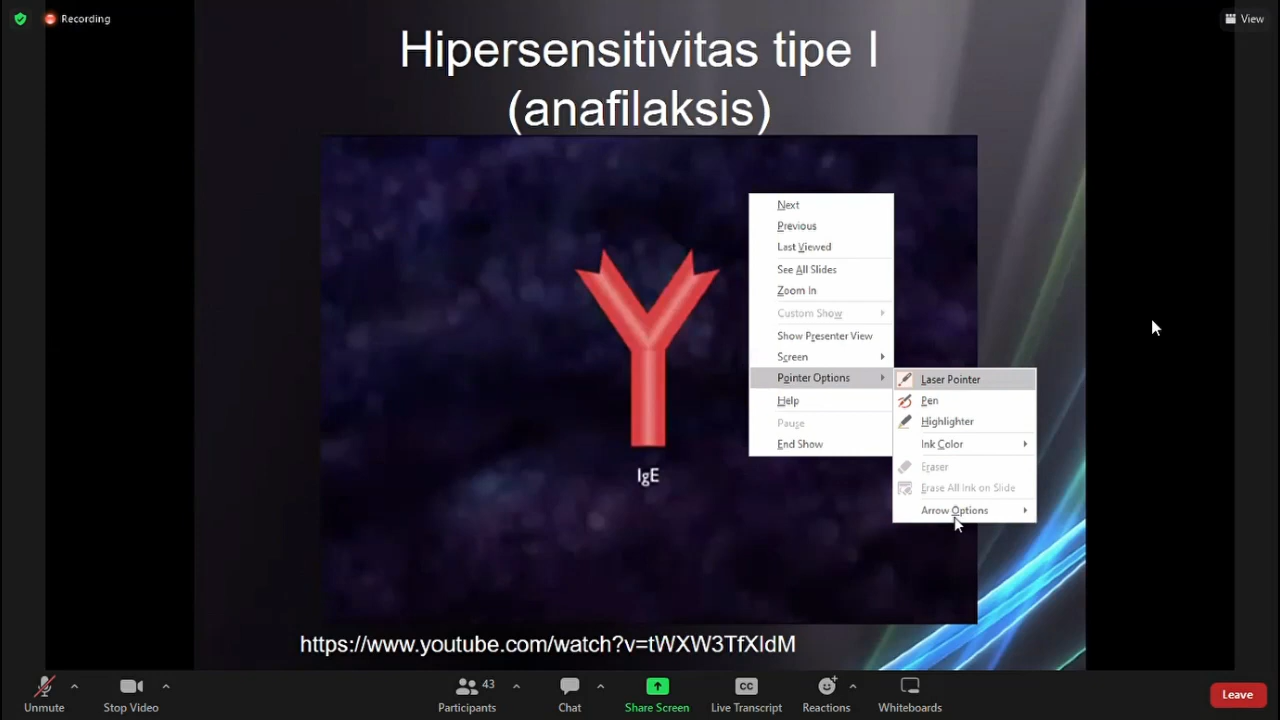 Recording
View
Hipersensitivitas tipe I
(anafilaksis)
Next
Previous
Last Viewed
See All Slides
Zoom In
Custom Show
Show Presenter View
Screen
Pointer Options
Help
Pause
End Show
Laser Pointer
Pen
Highlighter
Ink Color
Eraser
Erase All Ink on Slide
Arrow Options
IgE
https://www.youtube.com/watch?v=tWXW3TfXIdM
Unmute
Stop Video
43
Participants
Chat
Share Screen
CC
Live Transcript
Reactions
Whiteboards
Leave